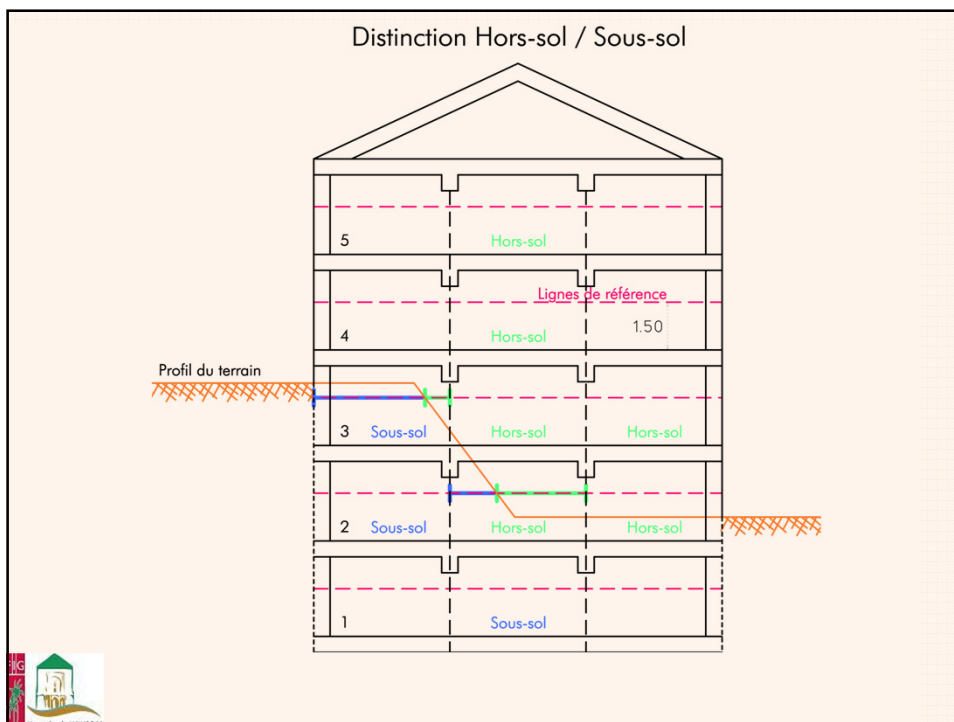 Distinction Hors-sol / Sous-sol
5 Hors-sol
Lignes de référence
1.50
4 Hors-sol
Profil du terrain
3 Sous-sol Hors-sol Hors-sol
2 Sous-sol Hors-sol Hors-sol
1 Sous-sol